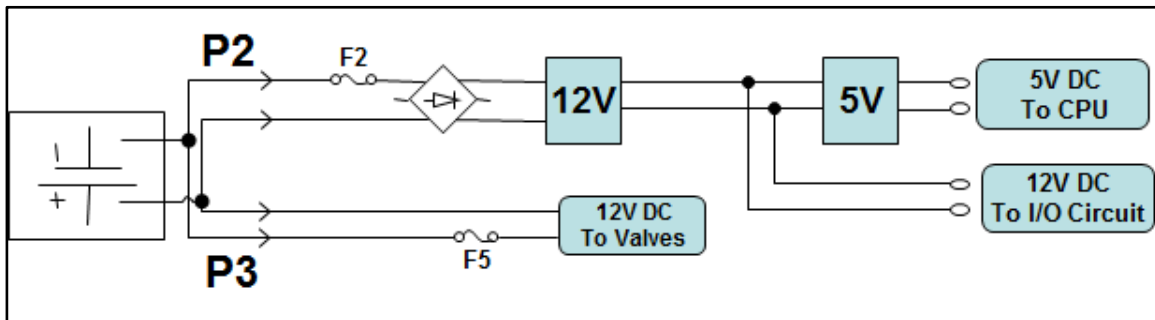 P2
F2
12V
5V
5V DC
To CPU
+
12V DC
To Valves
12V DC
To I/O Circuit
F5
P3